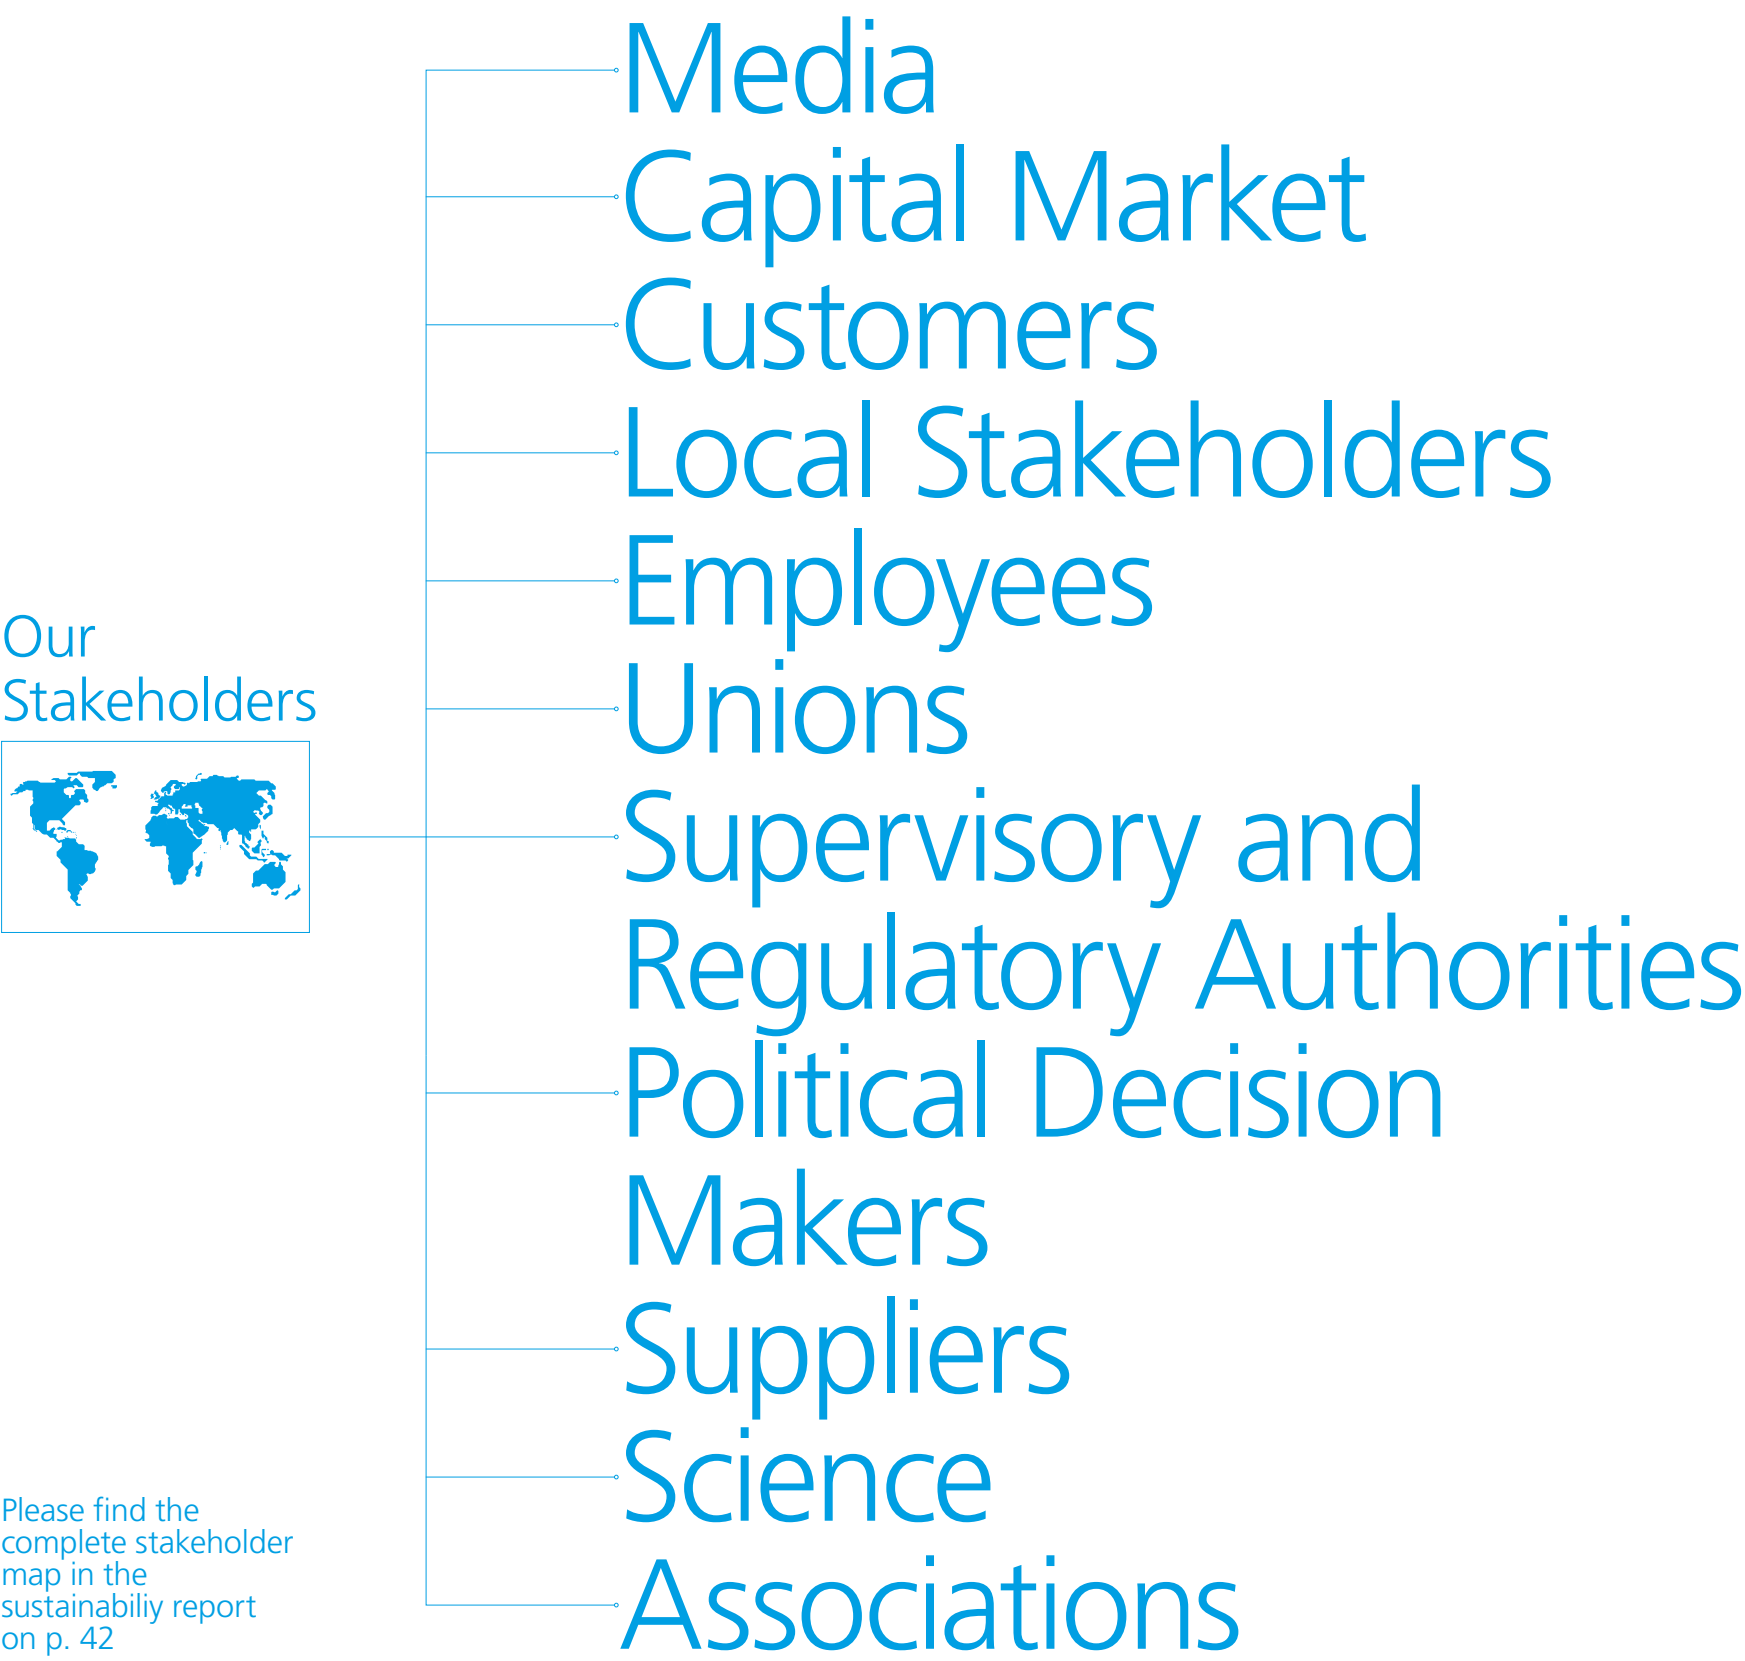 Our
Stakeholders
Media
Capital Market
Customers
Local Stakeholders
Employees
Unions
Supervisory and
Regulatory Authorities
Political Decision
Makers
Suppliers
Science
Associations
Please find the
complete stakeholder
map in the
sustainabiliy report
on p. 42